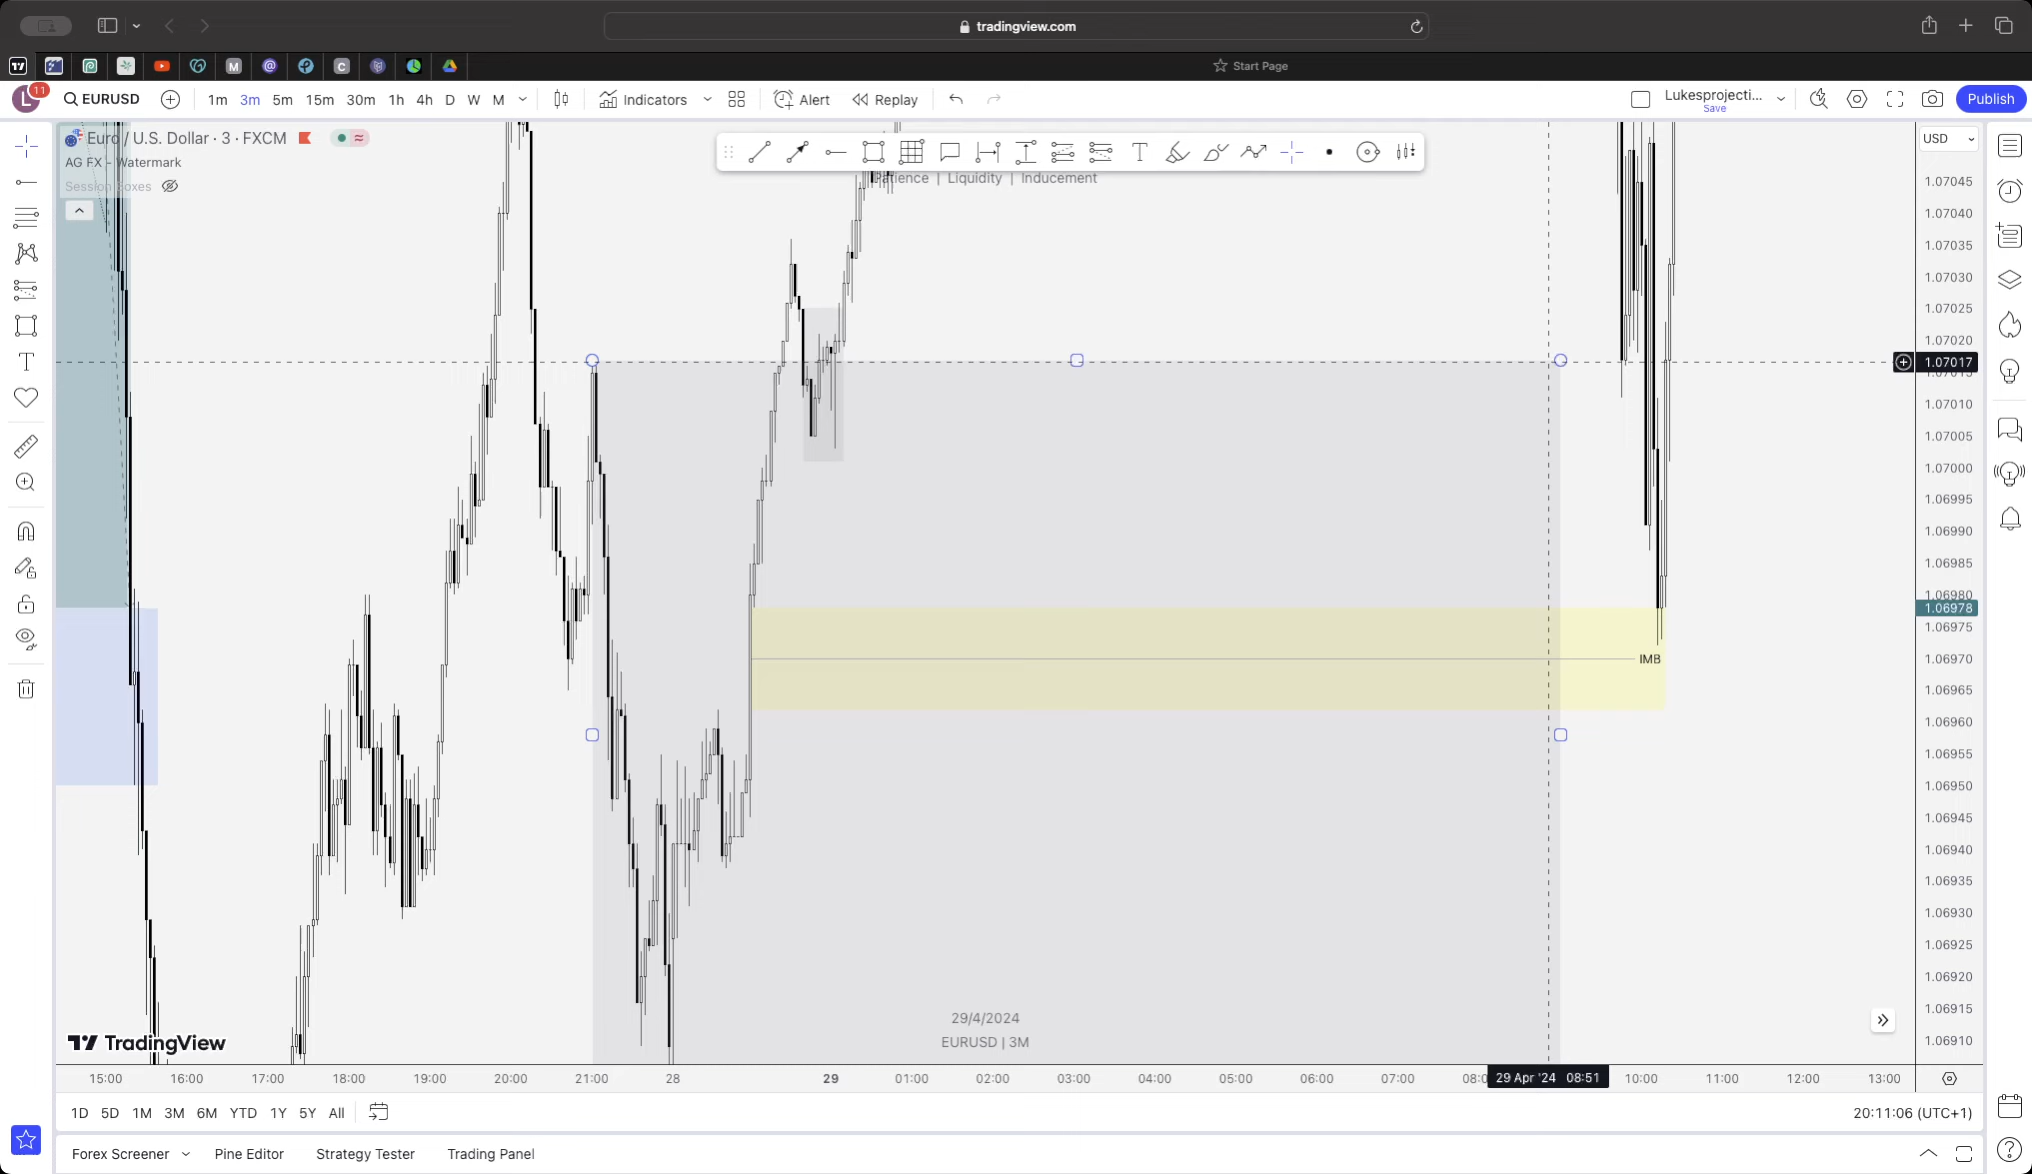 tradingview.com
M
C
Start Page
L
11
EURUSD
1m
3m
5m
15m
30m
1h
4h
D
W
M
Indicators
Alert
Replay
Lukesprojecti...
Save
Publish
Euro / U.S. Dollar · 3 · FXCM
AG FX - Watermark
Session Boxes
Patience | Liquidity | Inducement
USD
1.07045
1.07040
1.07035
1.07030
1.07025
1.07020
1.07017
1.07015
1.07010
1.07005
1.07000
1.06995
1.06990
1.06985
1.06980
1.06978
1.06975
1.06970
1.06965
1.06960
1.06955
1.06950
1.06945
1.06940
1.06935
1.06930
1.06925
1.06920
1.06915
1.06910
IMB
29/4/2024
EURUSD | 3M
TradingView
15:00
16:00
17:00
18:00
19:00
20:00
21:00
28
29
01:00
02:00
03:00
04:00
05:00
06:00
07:00
29 Apr '24 08:51
10:00
11:00
12:00
13:00
1D
5D
1M
3M
6M
YTD
1Y
5Y
All
20:11:06 (UTC+1)
Forex Screener
Pine Editor
Strategy Tester
Trading Panel